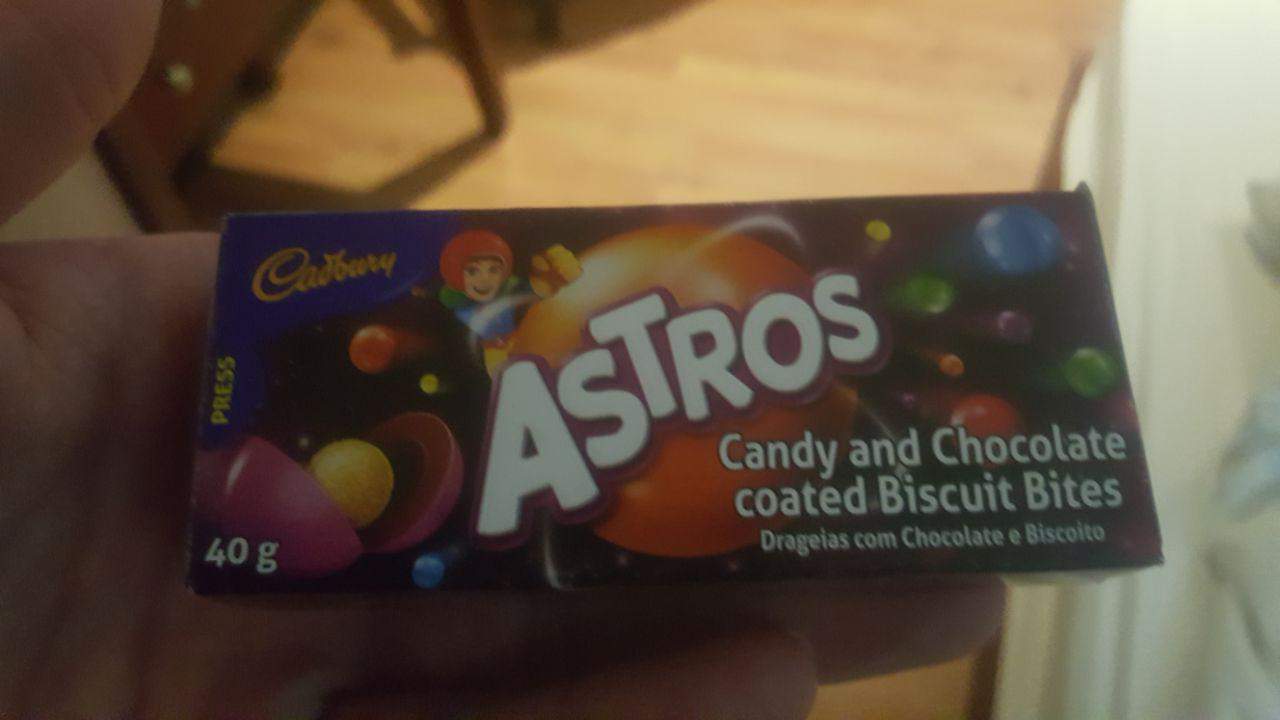 Cadbury
PRESS
ASTROS
Candy and Chocolate
coated Biscuit Bites
Drageias com Chocolate e Biscoito
40 g